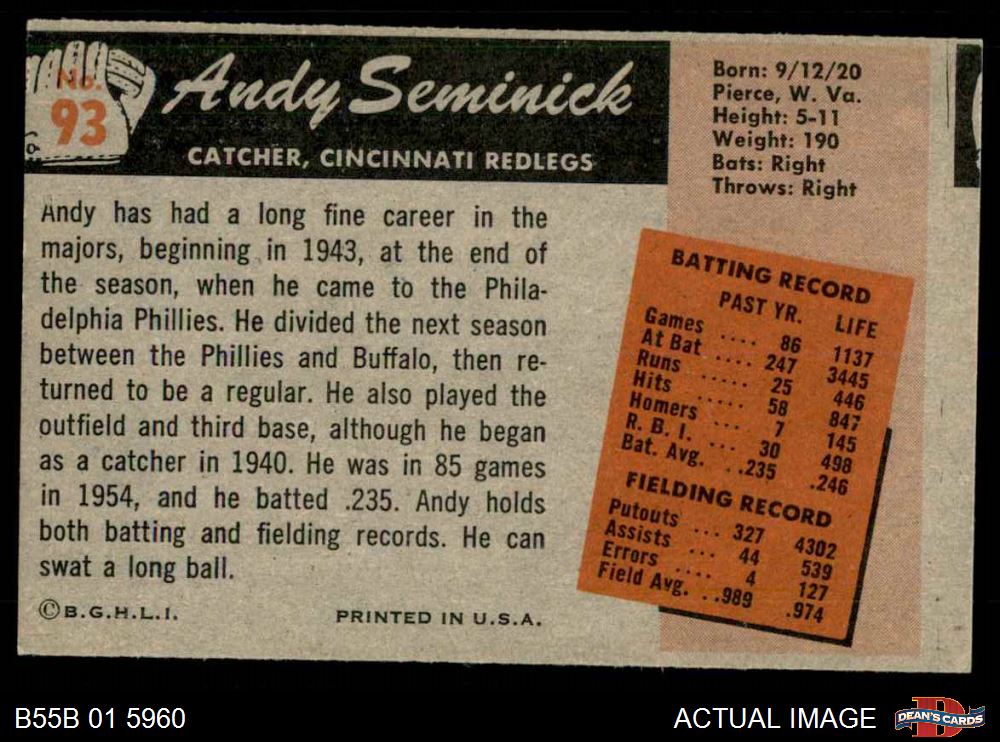 No.
93
Andy Seminick
CATCHER, CINCINNATI REDLEGS
Born: 9/12/20
Pierce, W. Va.
Height: 5-11
Weight: 190
Bats: Right
Throws: Right
Andy has had a long fine career in the
majors, beginning in 1943, at the end of
the season, when he came to the Phila-
delphia Phillies. He divided the next season
between the Phillies and Buffalo, then re-
turned to be a regular. He also played the
outfield and third base, although he began
as a catcher in 1940. He was in 85 games
in 1954, and he batted .235. Andy holds
both batting and fielding records. He can
swat a long ball.
©B.G.H.L.I.
PRINTED IN U.S.A.
BATTING RECORD
PAST YR. LIFE
Games .... 86 1137
At Bat .... 247 3445
Runs ..... 25 446
Hits ..... 58 847
Homers ... 7 145
R. B. I. ... 30 498
Bat. Avg. ..235 .246
FIELDING RECORD
Putouts ... 327 4302
Assists ... 44 539
Errors .... 4 127
Field Avg. ..989 .974
B55B 01 5960
ACTUAL IMAGE
DEAN'S CARDS